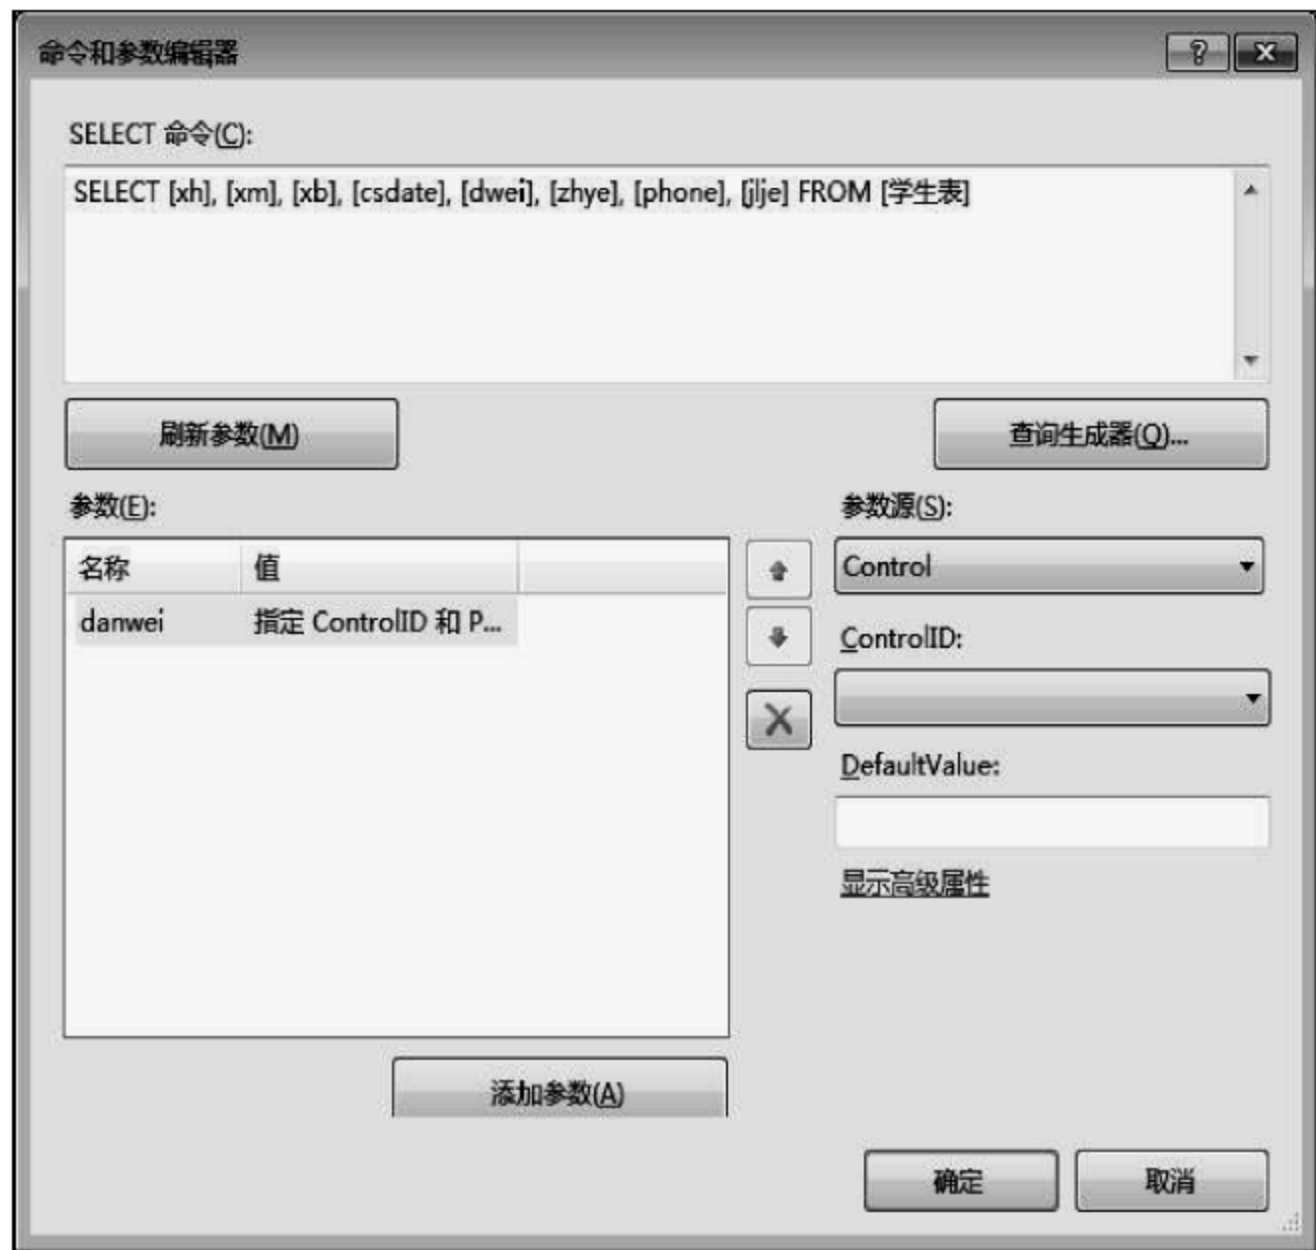 命令和参数编辑器
SELECT 命令(C):
SELECT [xh], [xm], [xb], [csdate], [dwei], [zhye], [phone], [jlje] FROM [学生表]
刷新参数(M) 查询生成器(Q)...
参数(E): 参数源(S):
名称 值 Control
danwei 指定 ControlID 和 P...
ControlID:
DefaultValue:
显示高级属性
添加参数(A)
确定 取消